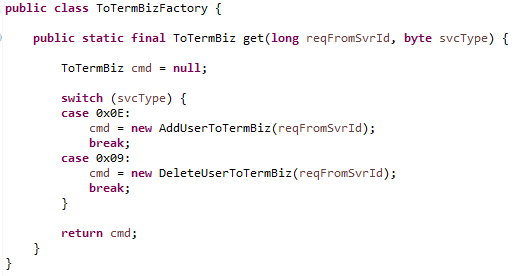 public class ToTermBizFactory {
public static final ToTermBiz get(long reqFromSvrId, byte svcType) {
ToTermBiz cmd = null;
switch (svcType) {
case 0x0E:
cmd = new AddUserToTermBiz(reqFromSvrId);
break;
case 0x09:
cmd = new DeleteUserToTermBiz(reqFromSvrId);
break;
}
return cmd;
}
}